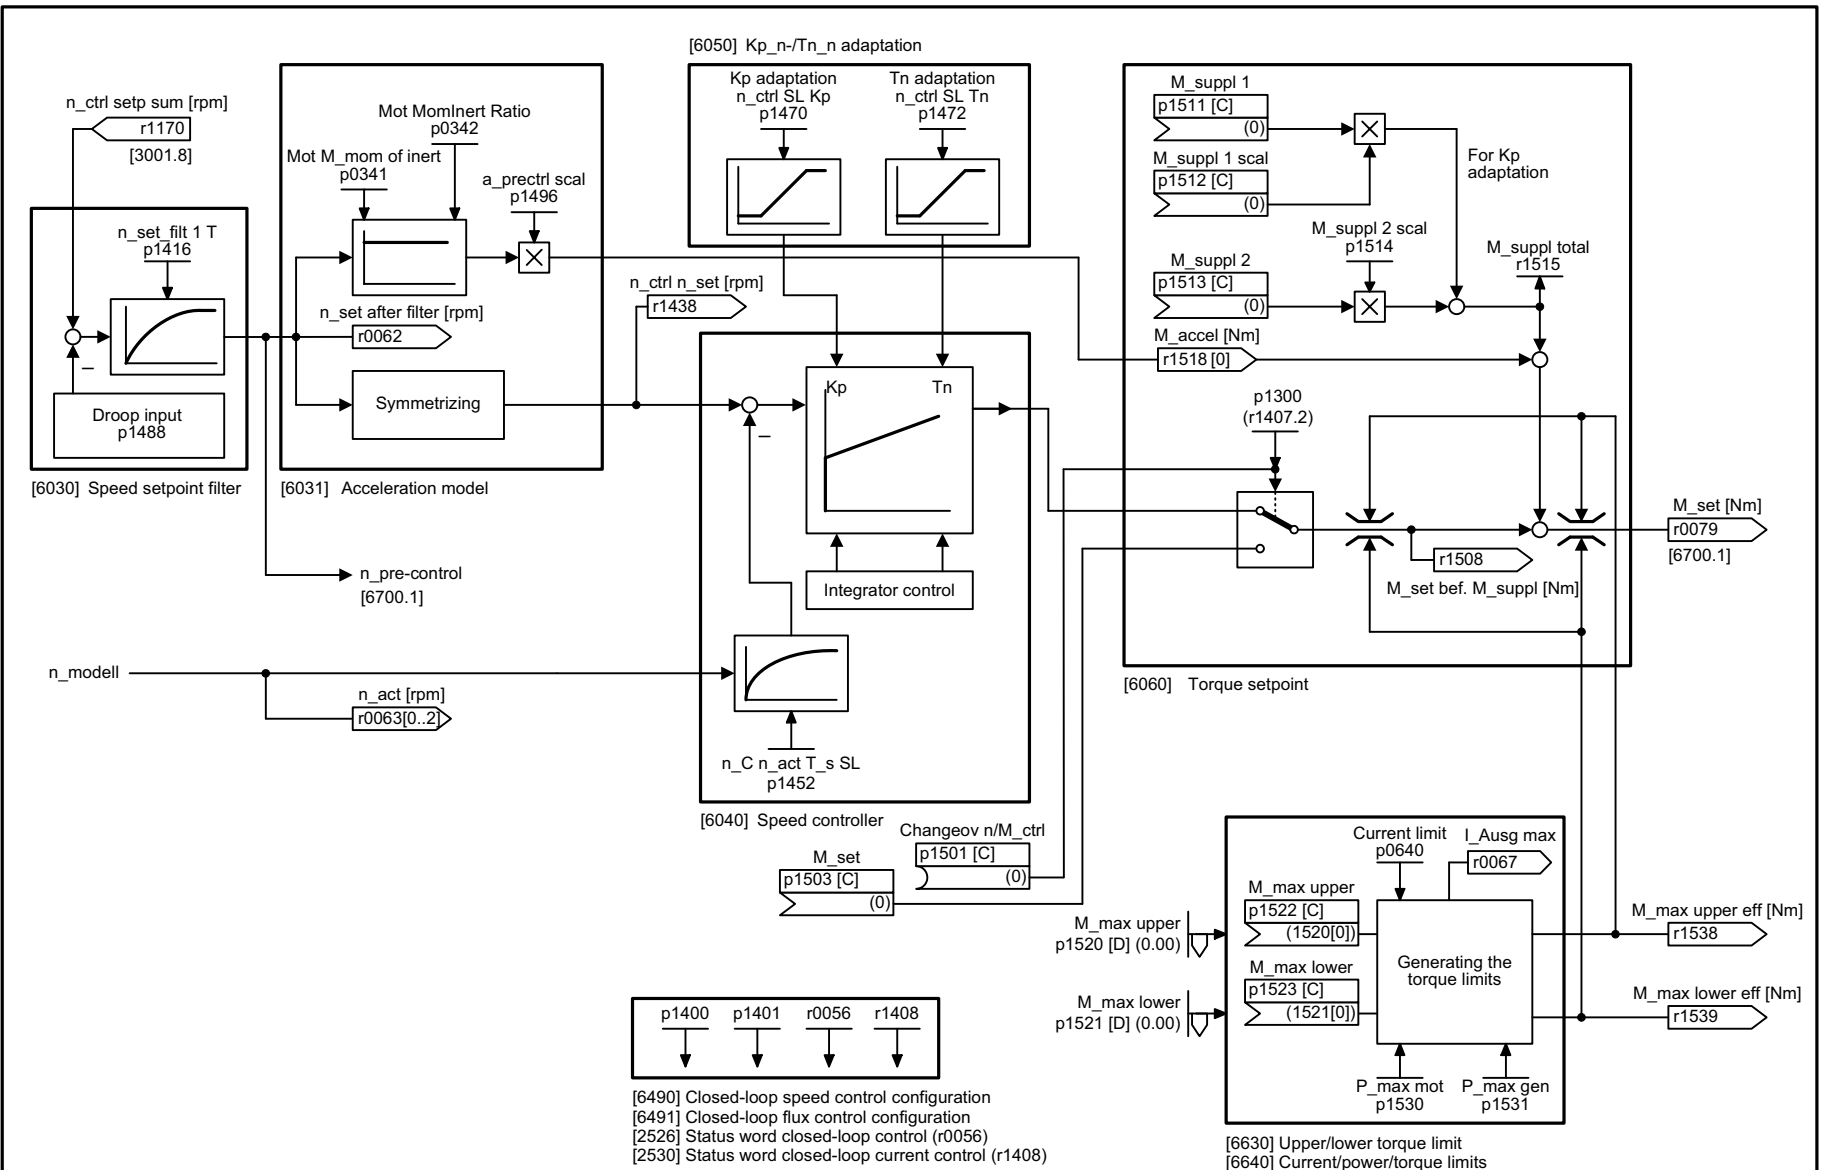 [6050] Kp_n-/Tn_n adaptation
n_ctrl setp sum [rpm]
r1170
[3001.8]
n_set_filt 1 T
p1416
Droop input
p1488
–
[6030] Speed setpoint filter
Mot MomInert Ratio
p0342
Mot M_mom of inert
p0341
a_prectrl scal
p1496
n_set after filter [rpm]
r0062
Symmetrizing
[6031] Acceleration model
n_pre-control
[6700.1]
n_modell
n_act [rpm]
r0063[0..2]
Kp adaptation
n_ctrl SL Kp
p1470
Tn adaptation
n_ctrl SL Tn
p1472
n_ctrl n_set [rpm]
r1438
Kp
Tn
–
Integrator control
n_C n_act T_s SL
p1452
[6040] Speed controller
M_set
p1503 [C]
(0)
Changeov n/M_ctrl
p1501 [C]
(0)
M_suppl 1
p1511 [C]
(0)
M_suppl 1 scal
p1512 [C]
(0)
For Kp
adaptation
M_suppl 2 scal
p1514
M_suppl 2
p1513 [C]
(0)
M_suppl total
r1515
M_accel [Nm]
r1518 [0]
p1300
(r1407.2)
r1508
M_set bef. M_suppl [Nm]
M_set [Nm]
r0079
[6700.1]
[6060] Torque setpoint
Current limit
p0640
I_Ausg max
r0067
M_max upper
p1522 [C]
(1520[0])
M_max upper
p1520 [D] (0.00)
M_max lower
p1523 [C]
(1521[0])
M_max lower
p1521 [D] (0.00)
Generating the
torque limits
M_max upper eff [Nm]
r1538
M_max lower eff [Nm]
r1539
P_max mot
p1530
P_max gen
p1531
[6630] Upper/lower torque limit
[6640] Current/power/torque limits
p1400 p1401 r0056 r1408
[6490] Closed-loop speed control configuration
[6491] Closed-loop flux control configuration
[2526] Status word closed-loop control (r0056)
[2530] Status word closed-loop current control (r1408)